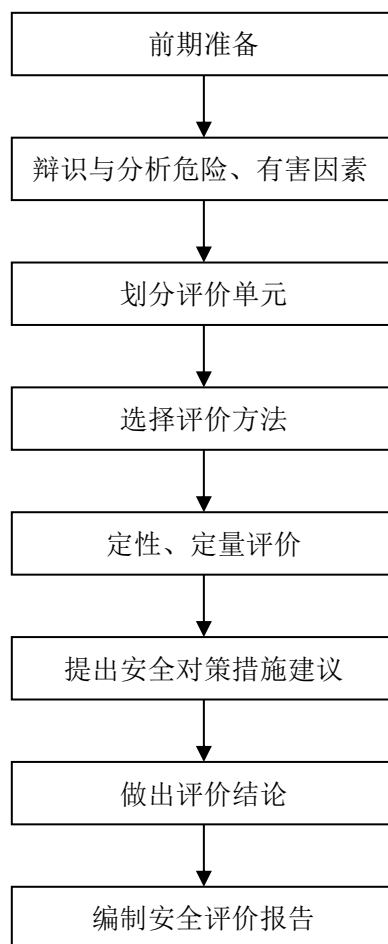 前期准备
辩识与分析危险、有害因素
划分评价单元
选择评价方法
定性、定量评价
提出安全对策措施建议
做出评价结论
编制安全评价报告